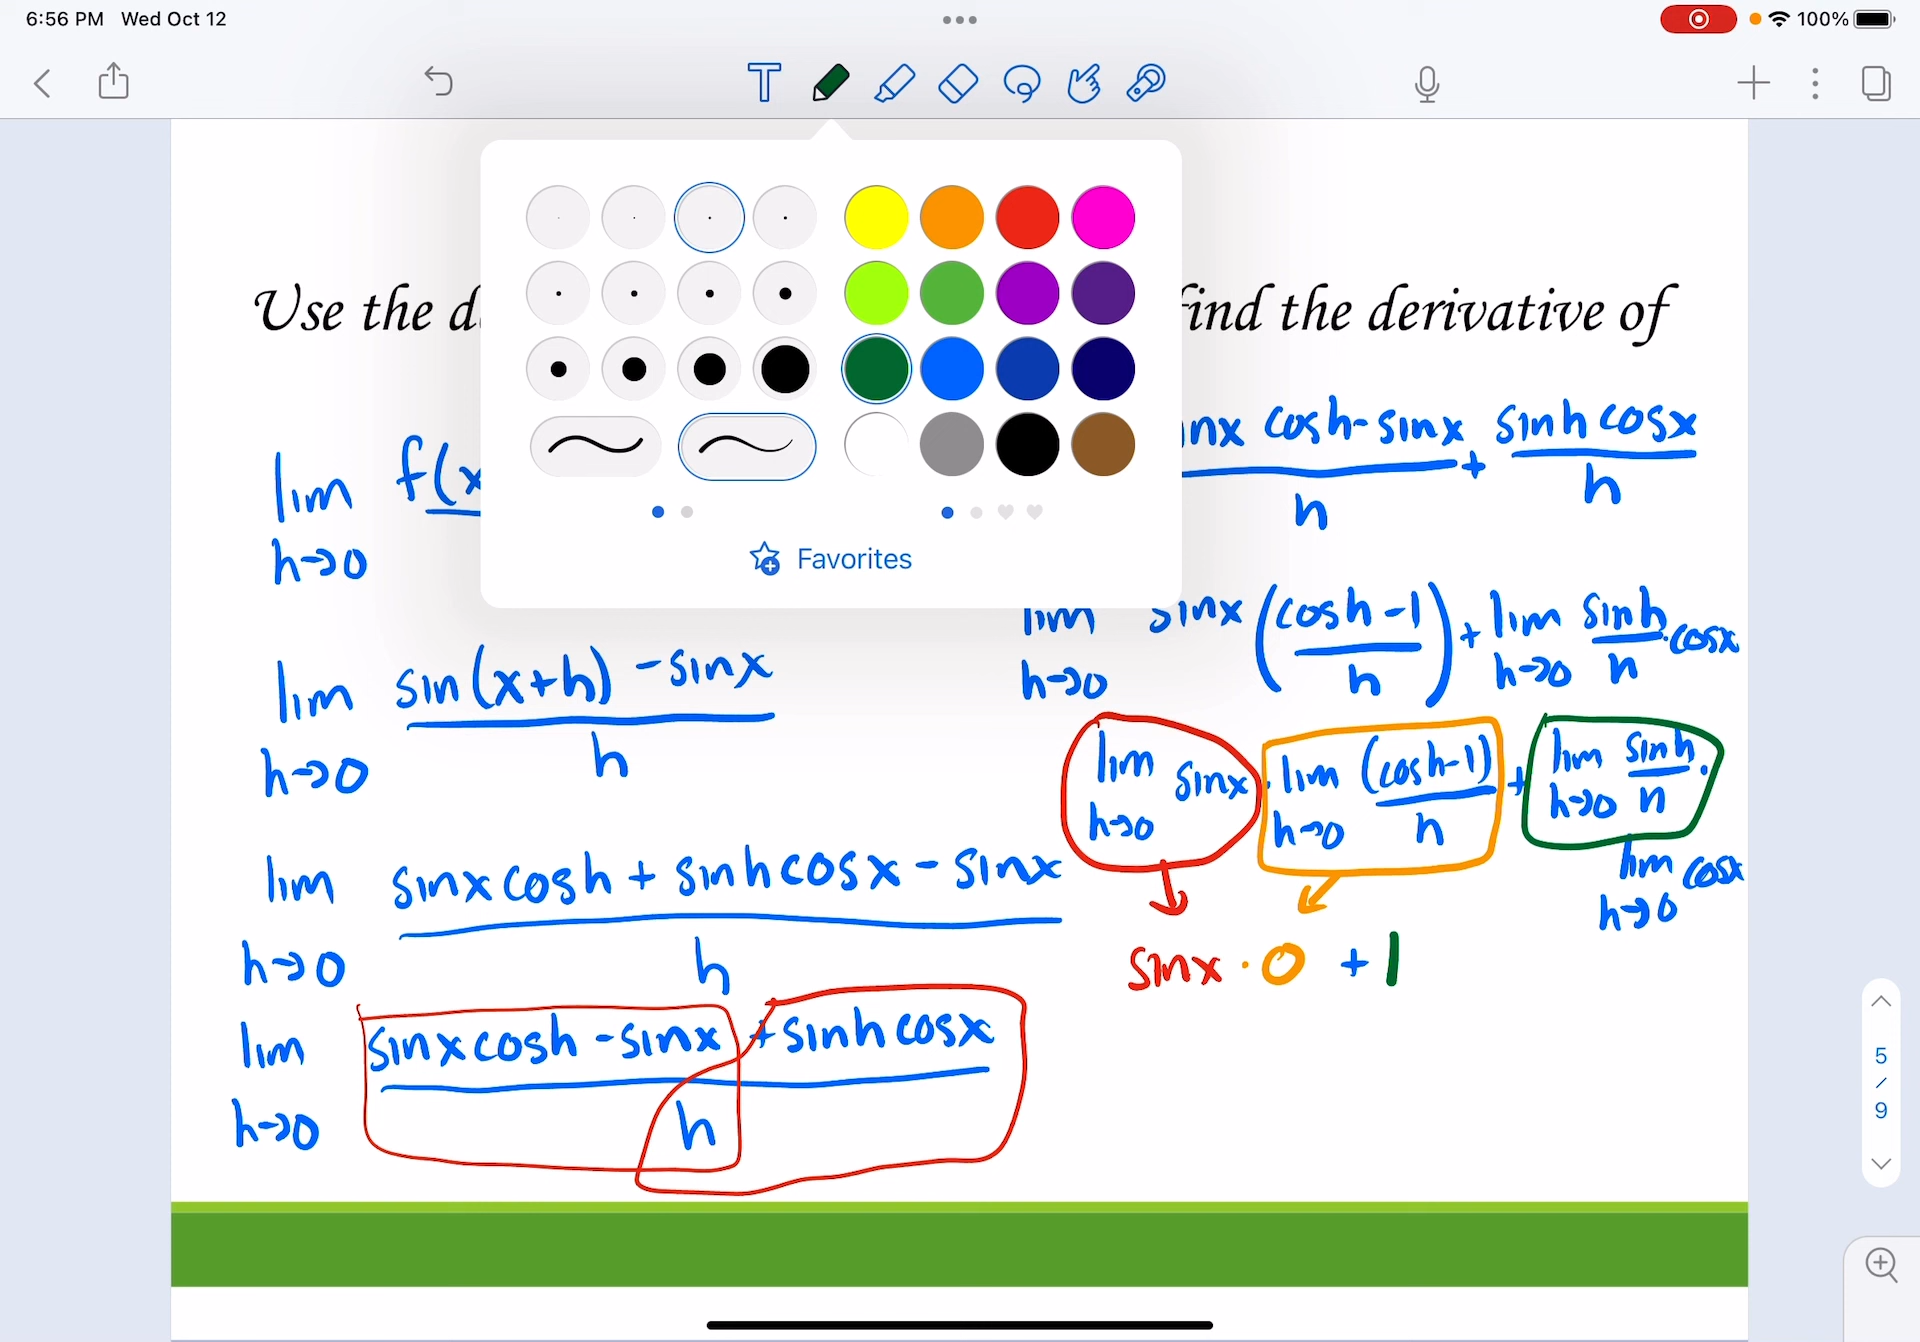 6:56 PM Wed Oct 12
100%
T
Favorites
Use the d
find the derivative of
lim f(x
h→0
lim sin(x+h) - sinx
h→0 h
lim sinx cosh + sinh cosx - sinx
h→0 h
lim sinx cosh - sinx + sinh cosx
h→0 h
inx cosh - sinx + sinh cosx
h h
lim sinx (cosh - 1) + lim sinh · cosx
h→0 h h→0 h
lim sinx · lim (cosh-1) + lim sinh ·
h→0 h→0 h h→0 h
lim cosx
h→0
sinx · 0 + 1
5
/
9